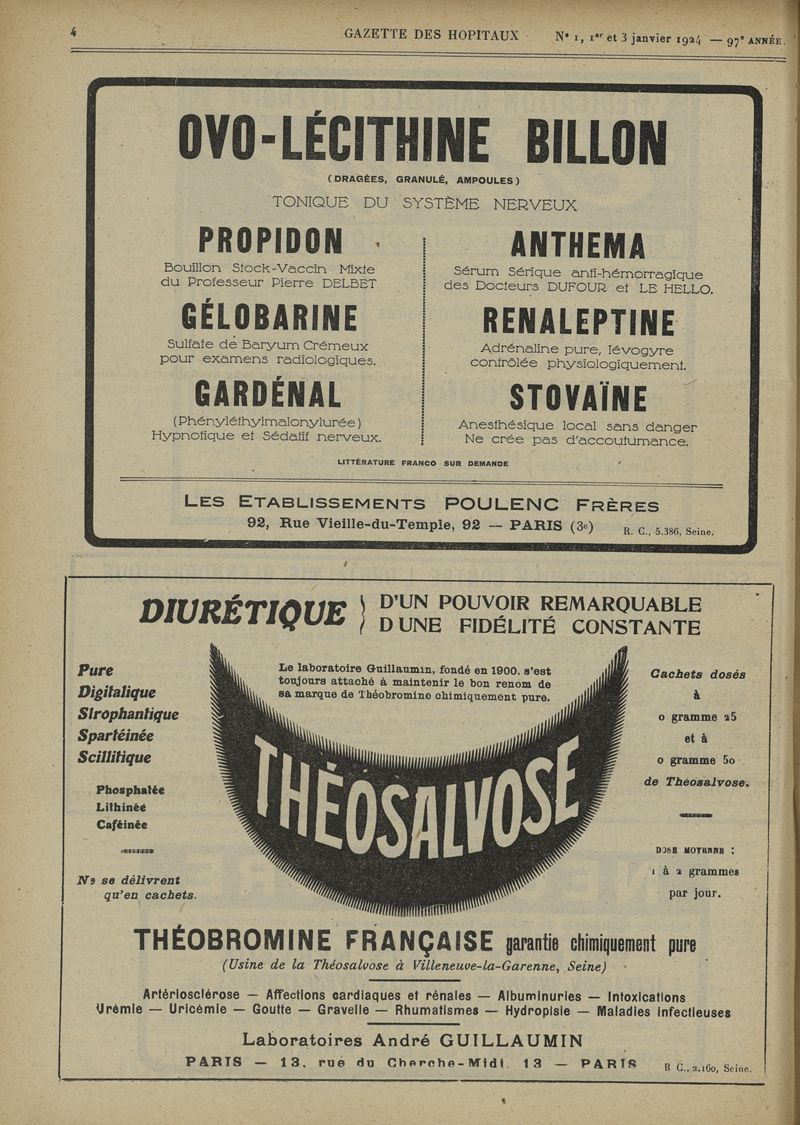 4
GAZETTE DES HOPITAUX
N° 1, 1er et 3 janvier 1924 — 97e ANNÉE.
OVO-LÉCITHINE BILLON
(DRAGÉES, GRANULÉ, AMPOULES)
TONIQUE DU SYSTÈME NERVEUX
PROPIDON
Bouillon Stock-Vaccin Mixte
du Professeur Pierre DELBET
GÉLOBARINE
Sulfate de Baryum Crémeux
pour examens radiologiques.
GARDÉNAL
(Phényléthylmalonylurée)
Hypnotique et Sédatif nerveux.
ANTHEMA
Sérum Sérique anti-hémorragique
des Docteurs DUFOUR et LE HELLO.
RENALEPTINE
Adrénaline pure, lévogyre
contrôlée physiologiquement.
STOVAÏNE
Anesthésique local sans danger
Ne crée pas d'accoutumance.
LITTÉRATURE FRANCO SUR DEMANDE
LES ETABLISSEMENTS POULENC FRÈRES
92, Rue Vieille-du-Temple, 92 — PARIS (3e)
R. C., 5.386, Seine.
DIURÉTIQUE
D'UN POUVOIR REMARQUABLE
D UNE FIDÉLITÉ CONSTANTE
Le laboratoire Guillaumin, fondé en 1900, s'est
toujours attaché à maintenir le bon renom de
sa marque de Théobromine chimiquement pure.
Pure
Digitalique
Strophantique
Spartéinée
Scillitique
Phosphatée
Lithinée
Caféinée
Ne se délivrent
qu'en cachets.
THÉOSALVOSE
Cachets dosés
à
0 gramme 25
et à
0 gramme 50
de Théosalvose.
DOSE MOYENNE :
1 à 2 grammes
par jour.
THÉOBROMINE FRANÇAISE garantie chimiquement pure
(Usine de la Théosalvose à Villeneuve-la-Garenne, Seine)
Artériosclérose — Affections cardiaques et rénales — Albuminuries — Intoxications
Urémie — Uricémie — Goutte — Gravelle — Rhumatismes — Hydropisie — Maladies infectieuses
Laboratoires André GUILLAUMIN
PARIS — 13, rue du Cherche-Midi, 13 — PARIS
R C., 2.160, Seine.